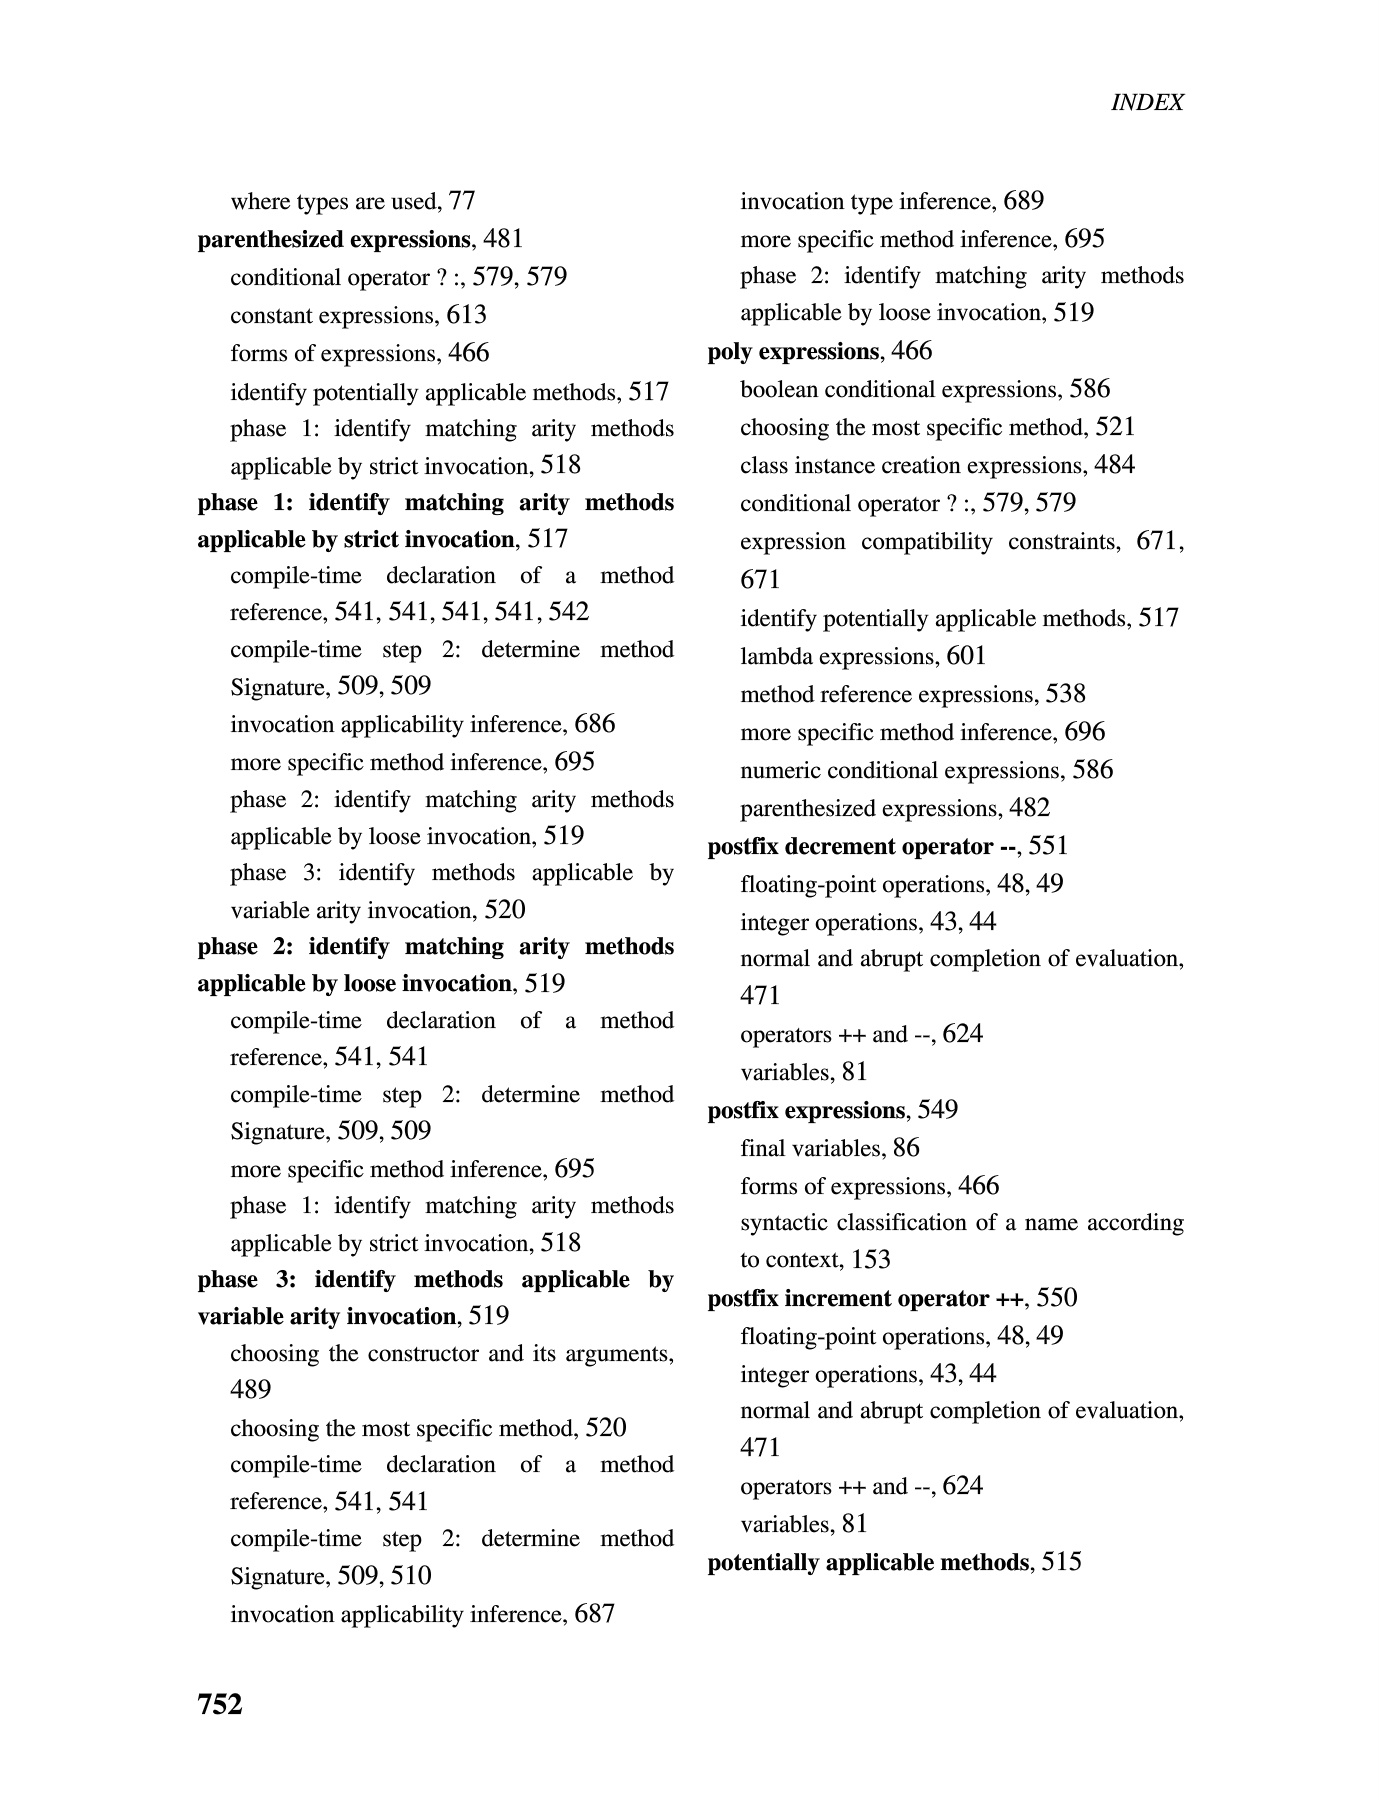 INDEX
where types are used, 77
parenthesized expressions, 481
conditional operator ? :, 579, 579
constant expressions, 613
forms of expressions, 466
identify potentially applicable methods, 517
phase 1: identify matching arity methods
applicable by strict invocation, 518
phase 1: identify matching arity methods
applicable by strict invocation, 517
compile-time declaration of a method
reference, 541, 541, 541, 541, 542
compile-time step 2: determine method
Signature, 509, 509
invocation applicability inference, 686
more specific method inference, 695
phase 2: identify matching arity methods
applicable by loose invocation, 519
phase 3: identify methods applicable by
variable arity invocation, 520
phase 2: identify matching arity methods
applicable by loose invocation, 519
compile-time declaration of a method
reference, 541, 541
compile-time step 2: determine method
Signature, 509, 509
more specific method inference, 695
phase 1: identify matching arity methods
applicable by strict invocation, 518
phase 3: identify methods applicable by
variable arity invocation, 519
choosing the constructor and its arguments,
489
choosing the most specific method, 520
compile-time declaration of a method
reference, 541, 541
compile-time step 2: determine method
Signature, 509, 510
invocation applicability inference, 687
invocation type inference, 689
more specific method inference, 695
phase 2: identify matching arity methods
applicable by loose invocation, 519
poly expressions, 466
boolean conditional expressions, 586
choosing the most specific method, 521
class instance creation expressions, 484
conditional operator ? :, 579, 579
expression compatibility constraints, 671,
671
identify potentially applicable methods, 517
lambda expressions, 601
method reference expressions, 538
more specific method inference, 696
numeric conditional expressions, 586
parenthesized expressions, 482
postfix decrement operator --, 551
floating-point operations, 48, 49
integer operations, 43, 44
normal and abrupt completion of evaluation,
471
operators ++ and --, 624
variables, 81
postfix expressions, 549
final variables, 86
forms of expressions, 466
syntactic classification of a name according
to context, 153
postfix increment operator ++, 550
floating-point operations, 48, 49
integer operations, 43, 44
normal and abrupt completion of evaluation,
471
operators ++ and --, 624
variables, 81
potentially applicable methods, 515
752